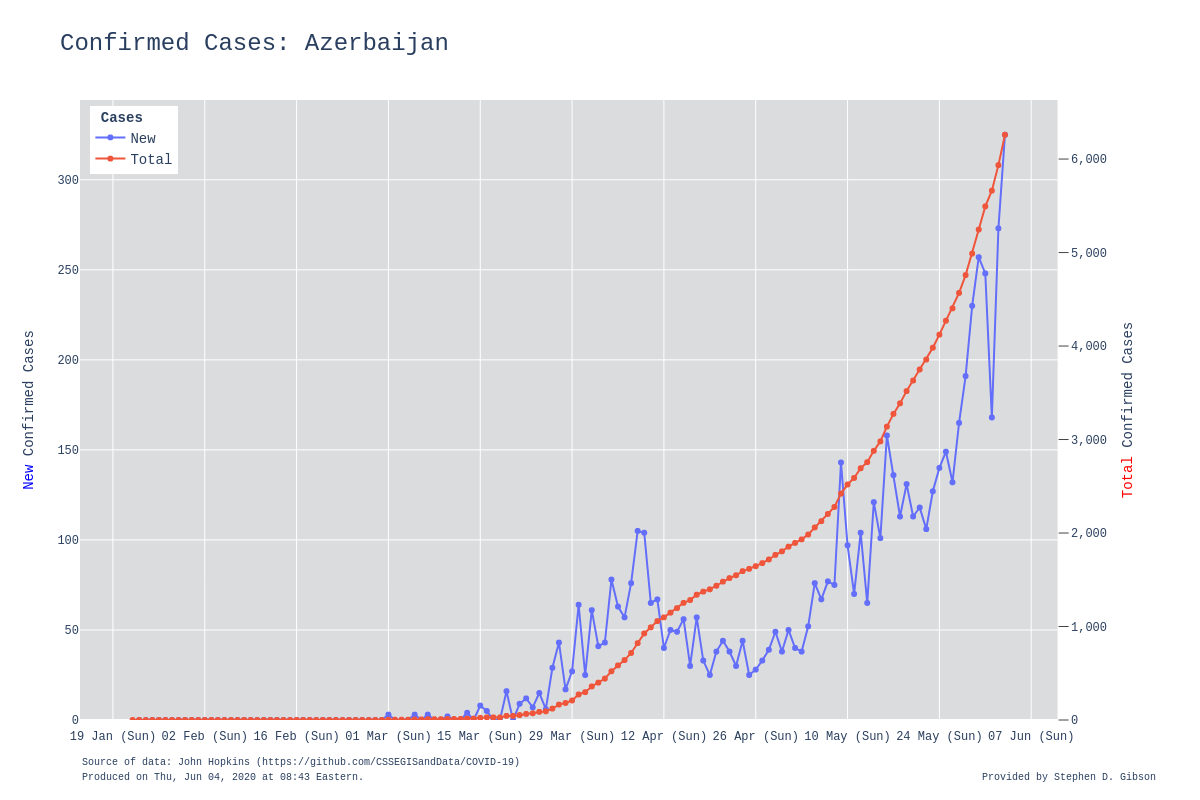 Confirmed Cases: Azerbaijan
Cases
New
Total
300
250
200
150
100
50
0
6,000
5,000
4,000
3,000
2,000
1,000
0
New Confirmed Cases
Total Confirmed Cases
19 Jan (Sun) 02 Feb (Sun) 16 Feb (Sun) 01 Mar (Sun) 15 Mar (Sun) 29 Mar (Sun) 12 Apr (Sun) 26 Apr (Sun) 10 May (Sun) 24 May (Sun) 07 Jun (Sun)
Source of data: John Hopkins (https://github.com/CSSEGISandData/COVID-19)
Produced on Thu, Jun 04, 2020 at 08:43 Eastern.
Provided by Stephen D. Gibson